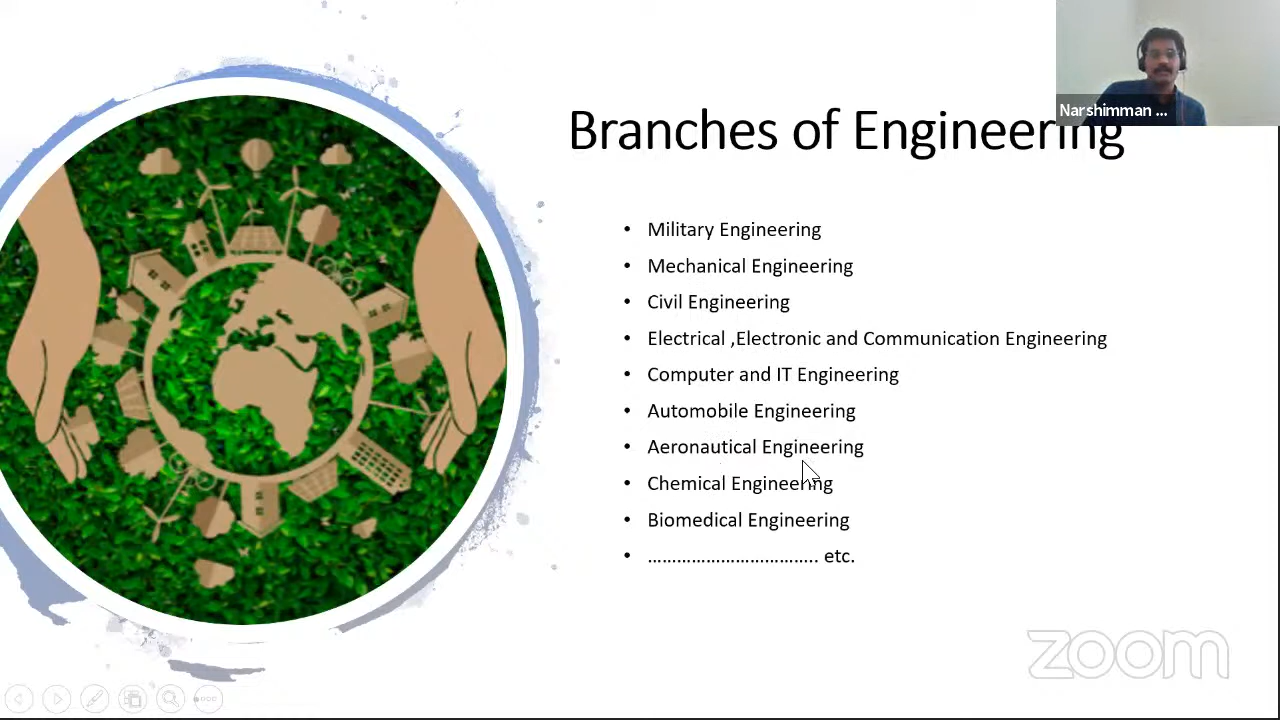 Narshimman ...
Branches of Engineering
• Military Engineering
• Mechanical Engineering
• Civil Engineering
• Electrical ,Electronic and Communication Engineering
• Computer and IT Engineering
• Automobile Engineering
• Aeronautical Engineering
• Chemical Engineering
• Biomedical Engineering
• ………………………….. etc.
zoom